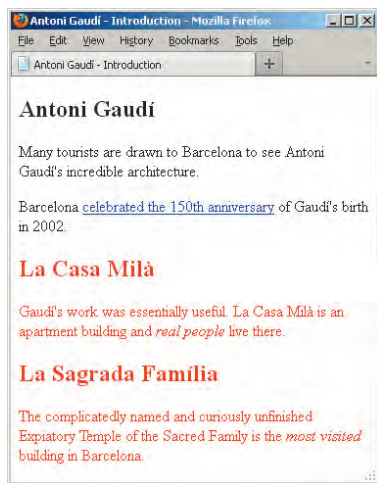 Antoni Gaudí - Introduction - Mozilla Firefox
File Edit View History Bookmarks Tools Help
Antoni Gaudí - Introduction
Antoni Gaudí
Many tourists are drawn to Barcelona to see Antoni
Gaudí's incredible architecture.
Barcelona celebrated the 150th anniversary of Gaudí's birth
in 2002.
La Casa Milà
Gaudí's work was essentially useful. La Casa Milà is an
apartment building and real people live there.
La Sagrada Família
The complicatedly named and curiously unfinished
Expiatory Temple of the Sacred Family is the most visited
building in Barcelona.